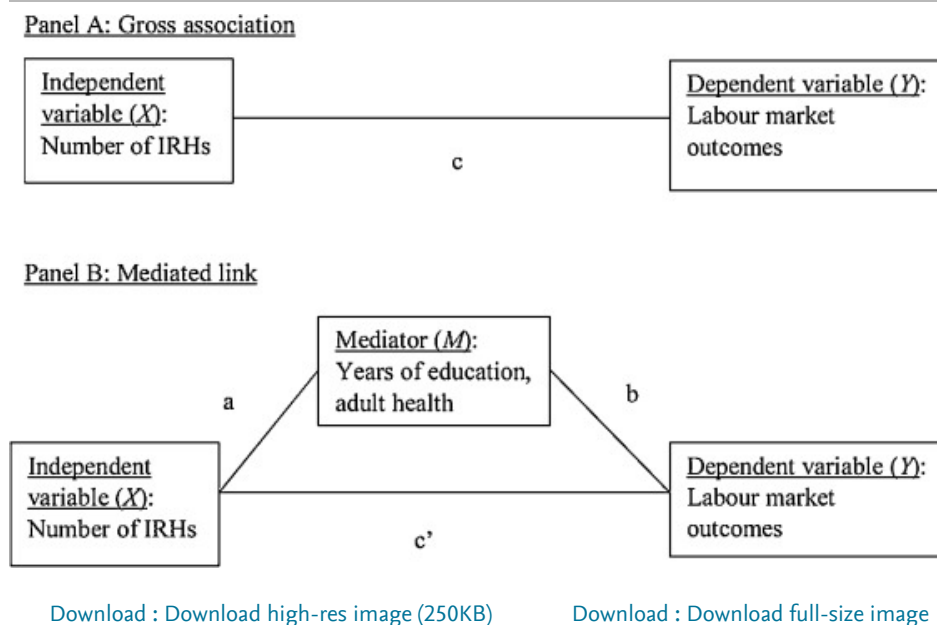 Panel A: Gross association
Independent
variable (X):
Number of IRHs
Dependent variable (Y):
Labour market
outcomes
c
Panel B: Mediated link
Mediator (M):
Years of education,
adult health
a
b
Independent
variable (X):
Number of IRHs
Dependent variable (Y):
Labour market
outcomes
c’
Download : Download high-res image (250KB)
Download : Download full-size image